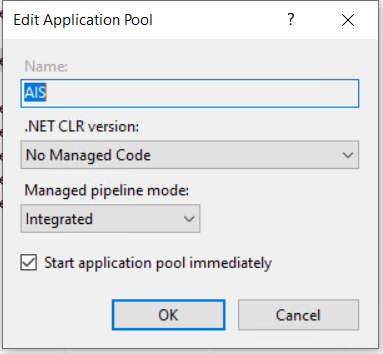 Edit Application Pool
?
Name:
AIS
.NET CLR version:
No Managed Code
Managed pipeline mode:
Integrated
Start application pool immediately
OK Cancel